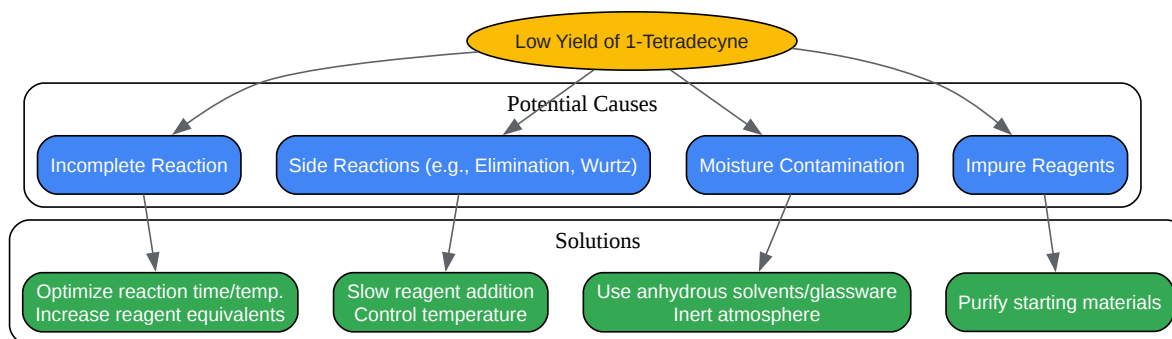 Low Yield of 1-Tetradecyne
Potential Causes
Incomplete Reaction
Side Reactions (e.g., Elimination, Wurtz)
Moisture Contamination
Impure Reagents
Solutions
Optimize reaction time/temp.
Increase reagent equivalents
Slow reagent addition
Control temperature
Use anhydrous solvents/glassware
Inert atmosphere
Purify starting materials